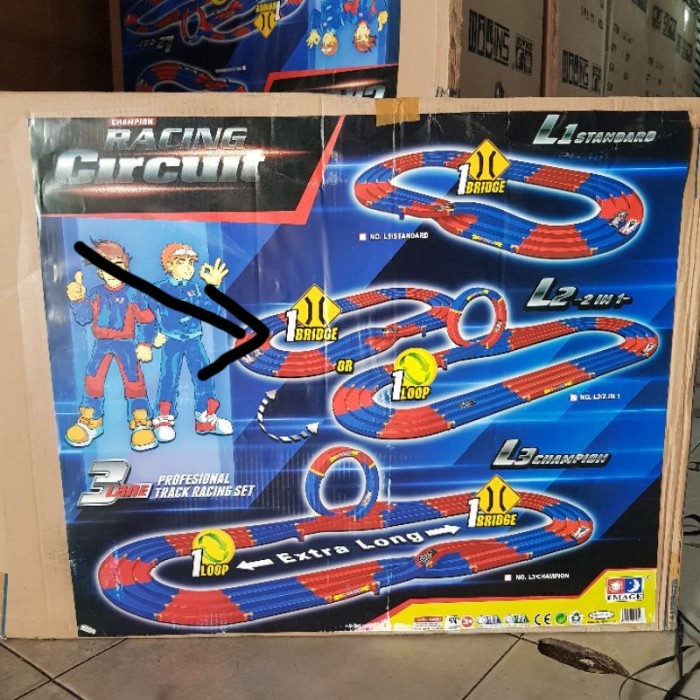 CHAMPION
RACING
Circuit
L1 STANDARD
1 BRIDGE
NO. L1/STANDARD
L2 -2 IN 1-
1 BRIDGE
OR
1 LOOP
NO. L2/2 IN 1
L3 CHAMPION
3 LANE PROFESIONAL
TRACK RACING SET
1 BRIDGE
1 LOOP
Extra Long
NO. L3/CHAMPION
IMAGE
CE